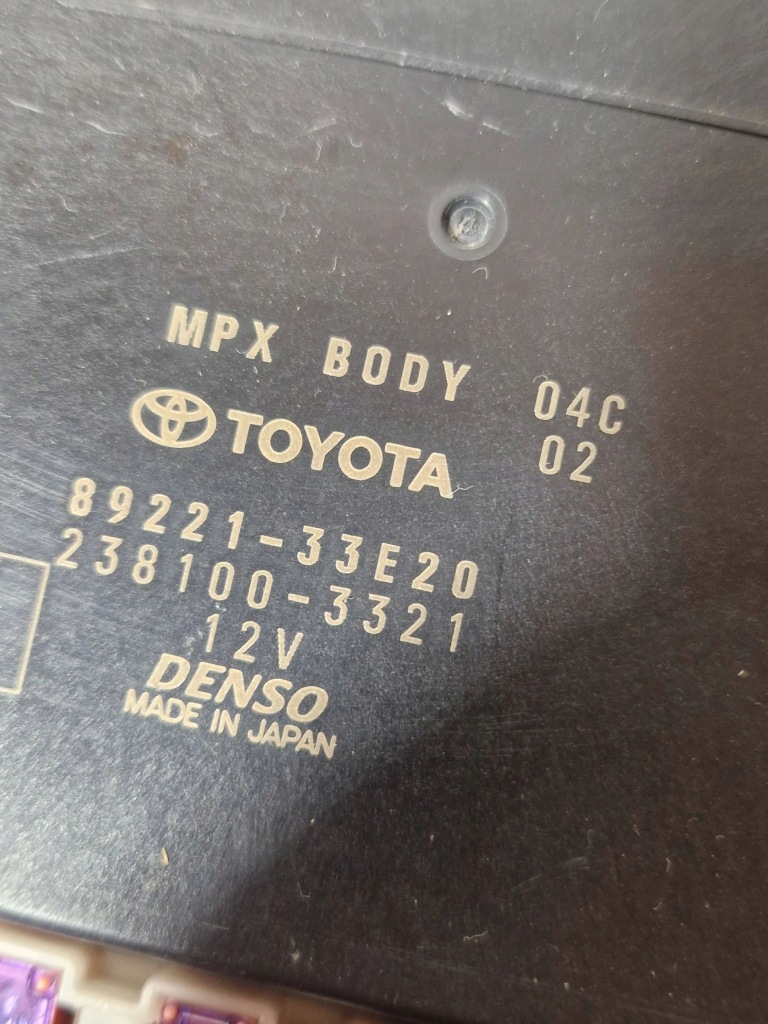 MPX BODY 04C
TOYOTA 02
89221-33E20
238100-3321
12V
DENSO
MADE IN JAPAN